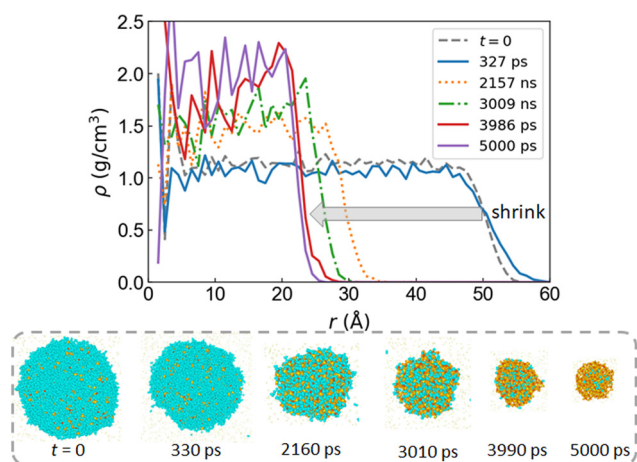 2.5
2.0
1.5
1.0
0.5
0.0
ρ (g/cm³)
t = 0
327 ps
2157 ns
3009 ns
3986 ps
5000 ps
shrink
0 10 20 30 40 50 60
r (Å)
t = 0 330 ps 2160 ps 3010 ps 3990 ps 5000 ps